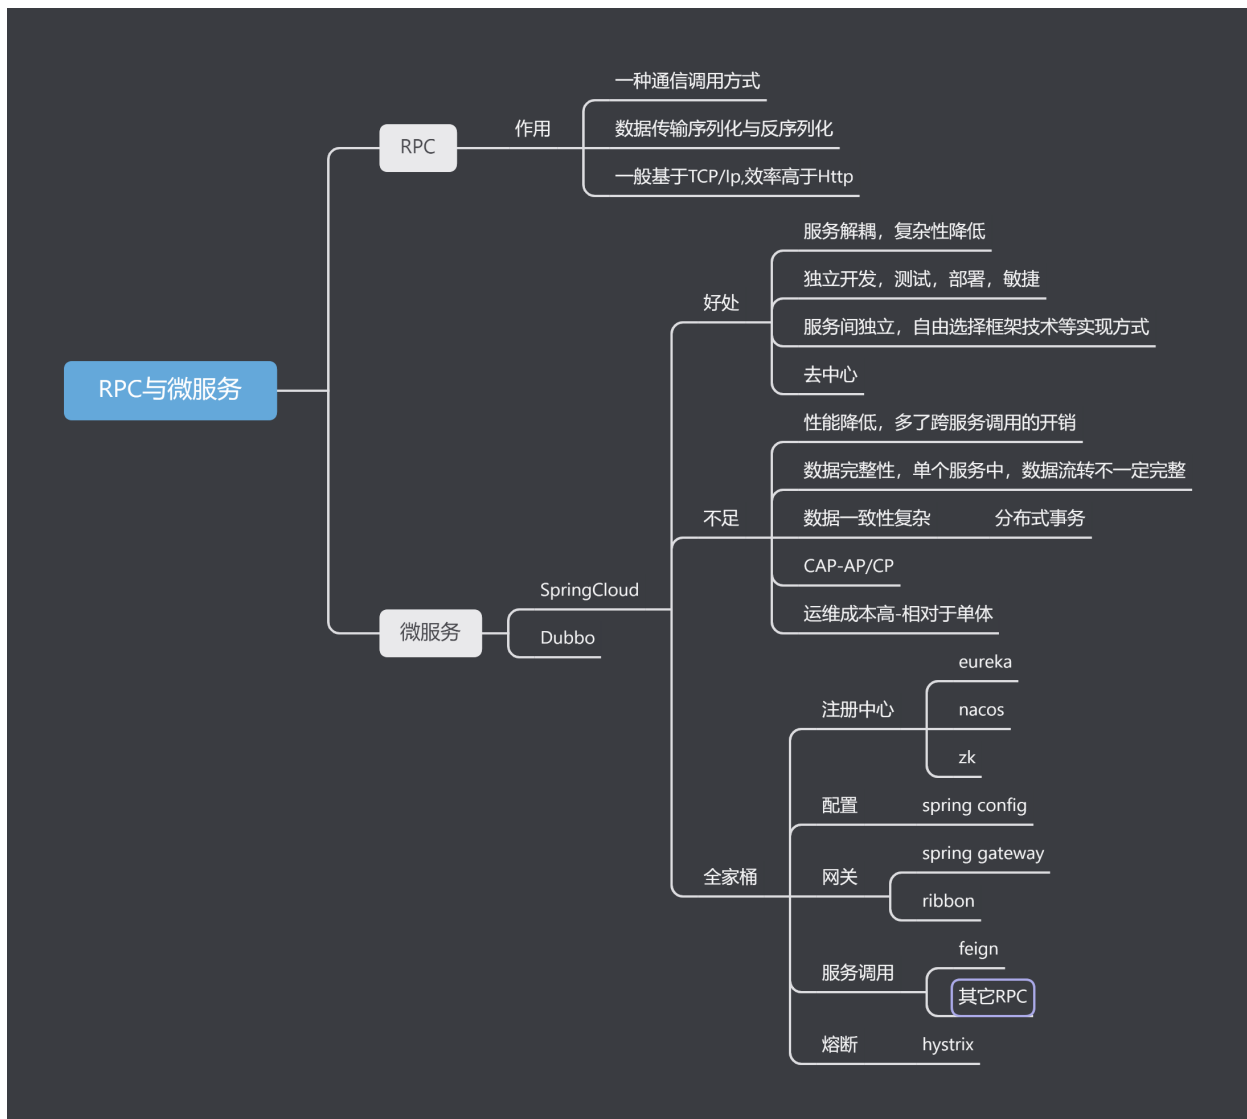 一种通信调用方式
RPC
作用
数据传输序列化与反序列化
一般基于TCP/Ip,效率高于Http
服务解耦，复杂性降低
独立开发，测试，部署，敏捷
好处
服务间独立，自由选择框架技术等实现方式
去中心
RPC与微服务
性能降低，多了跨服务调用的开销
数据完整性，单个服务中，数据流转不一定完整
不足
数据一致性复杂 分布式事务
CAP-AP/CP
运维成本高-相对于单体
SpringCloud
微服务
Dubbo
eureka
注册中心
nacos
zk
配置
spring config
全家桶
网关
spring gateway
ribbon
服务调用
feign
其它RPC
熔断
hystrix